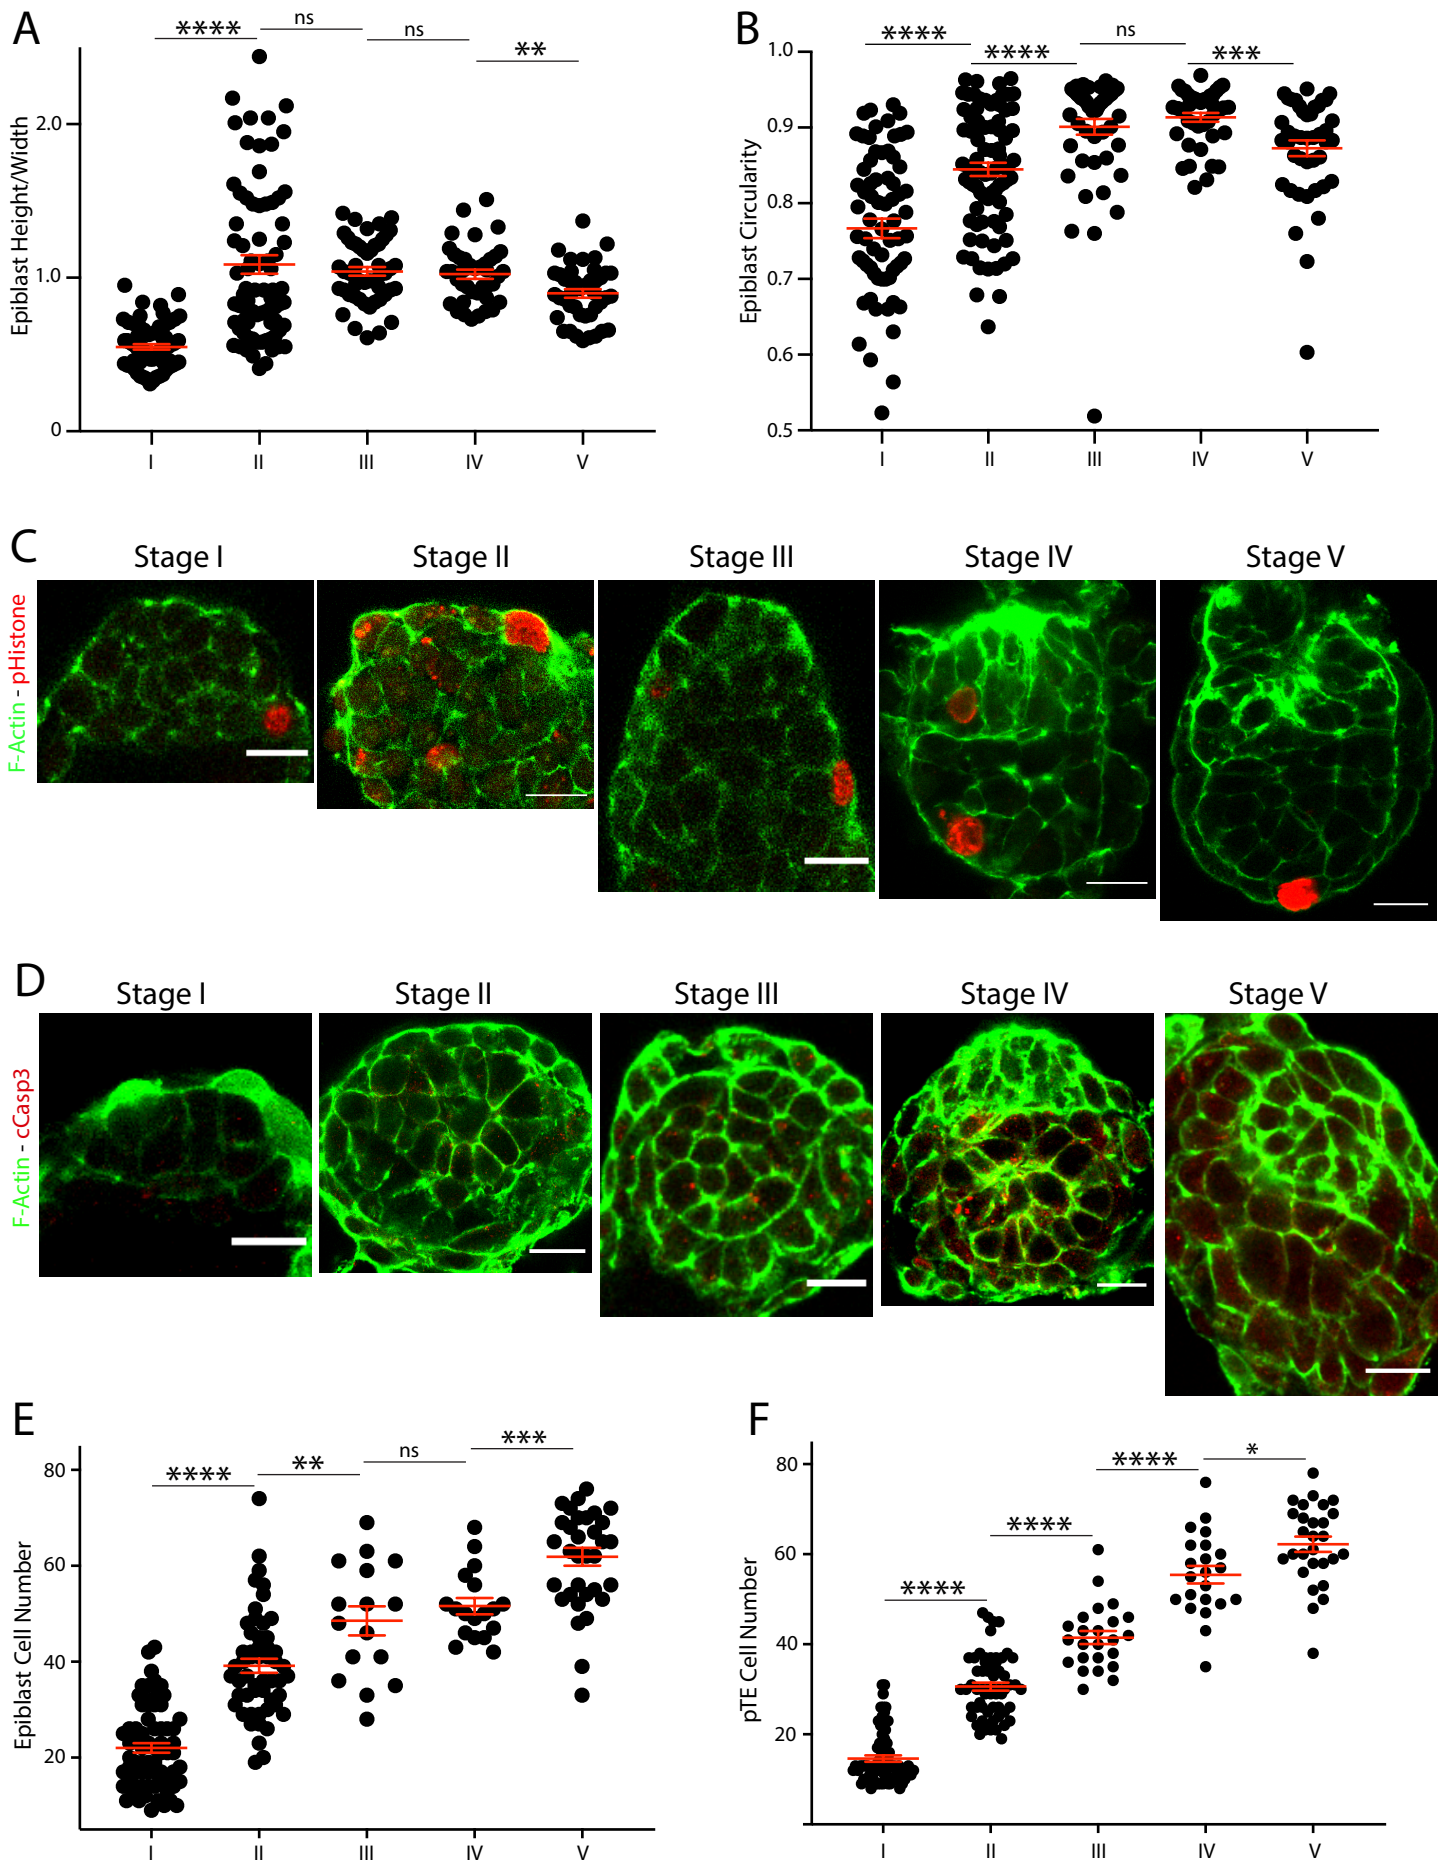 A
B
**** ns ns **
**** **** ns ***
Epiblast Height/Width
2.0
1.0
0
I II III IV V
Epiblast Circularity
1.0
0.9
0.8
0.7
0.6
0.5
I II III IV V
C
Stage I Stage II Stage III Stage IV Stage V
F-Actin - pHistone
D
Stage I Stage II Stage III Stage IV Stage V
F-Actin - cCasp3
E
F
**** ** ns ***
Epiblast Cell Number
80
60
40
20
I II III IV V
**** **** **** *
pTE Cell Number
80
60
40
20
I II III IV V